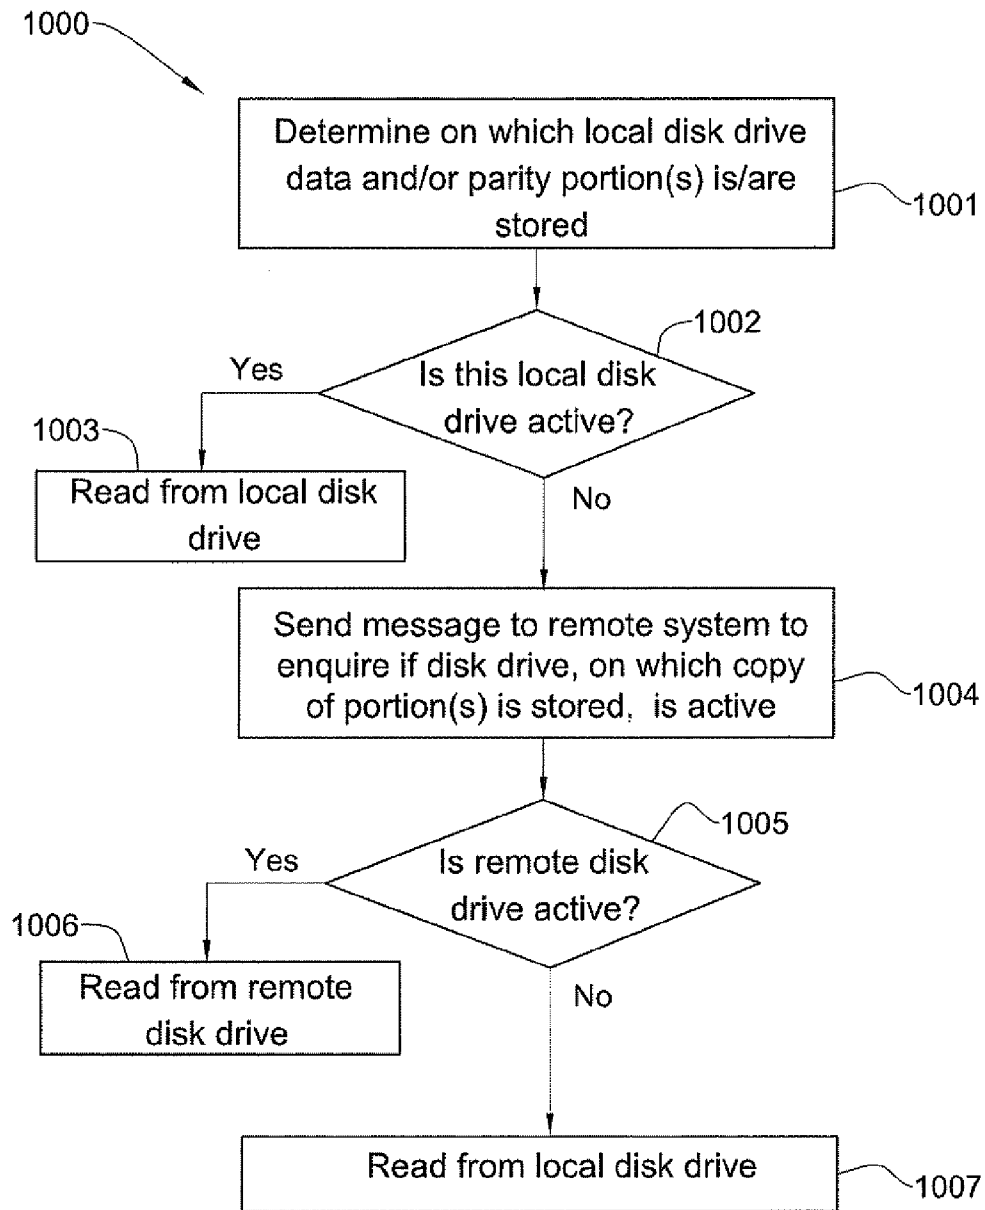 1000
Determine on which local disk drive
data and/or parity portion(s) is/are
stored
1001
1002
Is this local disk
drive active?
Yes
No
1003
Read from local disk
drive
Send message to remote system to
enquire if disk drive, on which copy
of portion(s) is stored, is active
1004
1005
Is remote disk
drive active?
Yes
No
1006
Read from remote
disk drive
Read from local disk drive
1007